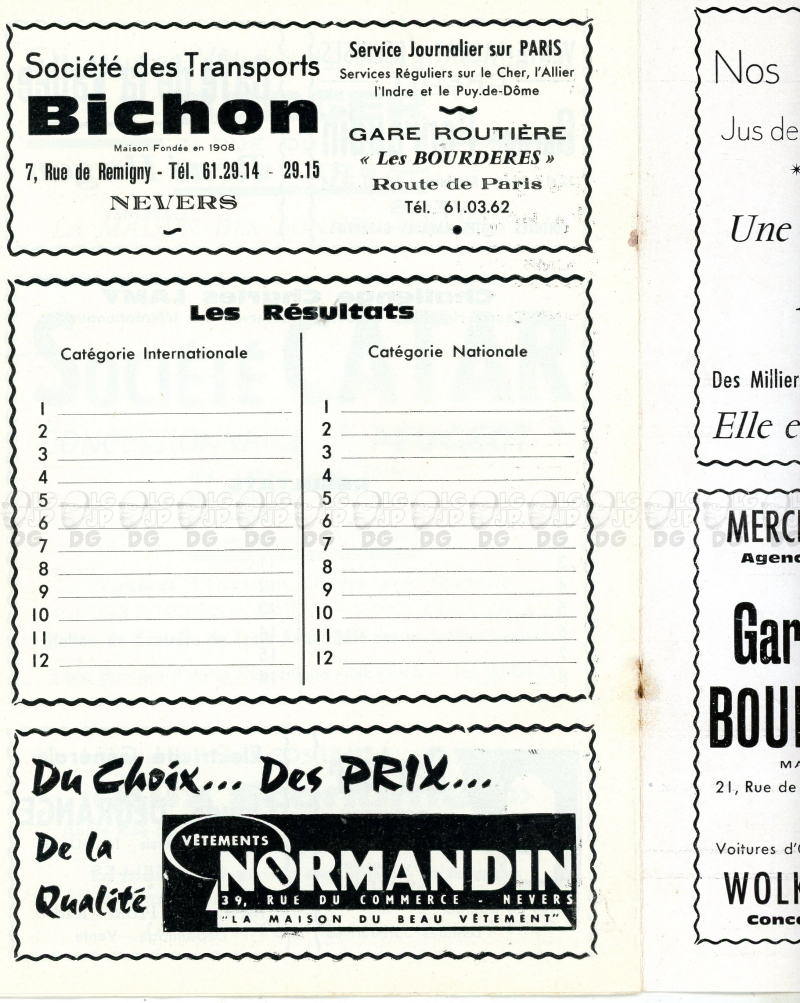 Société des Transports
Bichon
Maison Fondée en 1908
7, Rue de Remigny - Tél. 61.29.14 - 29.15
NEVERS
Service Journalier sur PARIS
Services Réguliers sur le Cher, l'Allier
l'Indre et le Puy.de-Dôme
GARE ROUTIÈRE
« Les BOURDERES »
Route de Paris
Tél. 61.03.62
Les Résultats
Catégorie Internationale
1
2
3
4
5
6
7
8
9
10
11
12
Catégorie Nationale
1
2
3
4
5
6
7
8
9
10
11
12
Du Choix... Des PRIX...
De la
Qualité
VÊTEMENTS
NORMANDIN
39, RUE DU COMMERCE - NEVERS
"LA MAISON DU BEAU VÊTEMENT"
Nos
Jus de
Une
Des Millier
Elle e
MERCE
Agenc
Gar
BOU
MA
21, Rue de
Voitures d'
WOLK
Conce